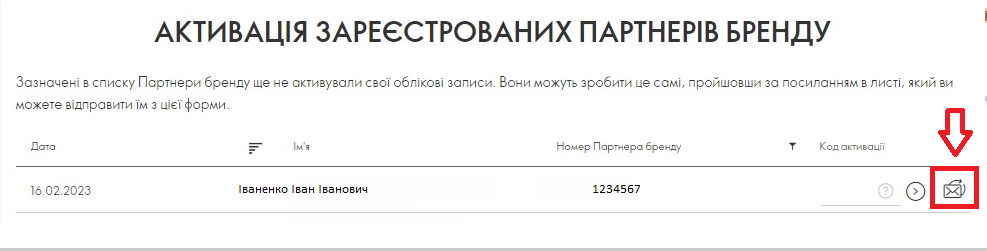 АКТИВАЦІЯ ЗАРЕЄСТРОВАНИХ ПАРТНЕРІВ БРЕНДУ
Зазначені в списку Партнери бренду ще не активували свої облікові записи. Вони можуть зробити це самі, пройшовши за посиланням в листі, який ви
можете відправити їм з цієї форми.
Дата Ім'я Номер Партнера бренду Код активації
16.02.2023 Іваненко Іван Іванович 1234567 ?